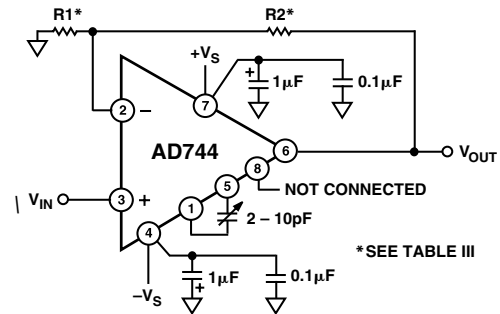 R1*
R2*
+VS
+
1µF
0.1µF
2
–
7
AD744
6
VOUT
8
NOT CONNECTED
5
VIN
3
+
1
2 – 10pF
4
*SEE TABLE III
1µF
+
0.1µF
–VS